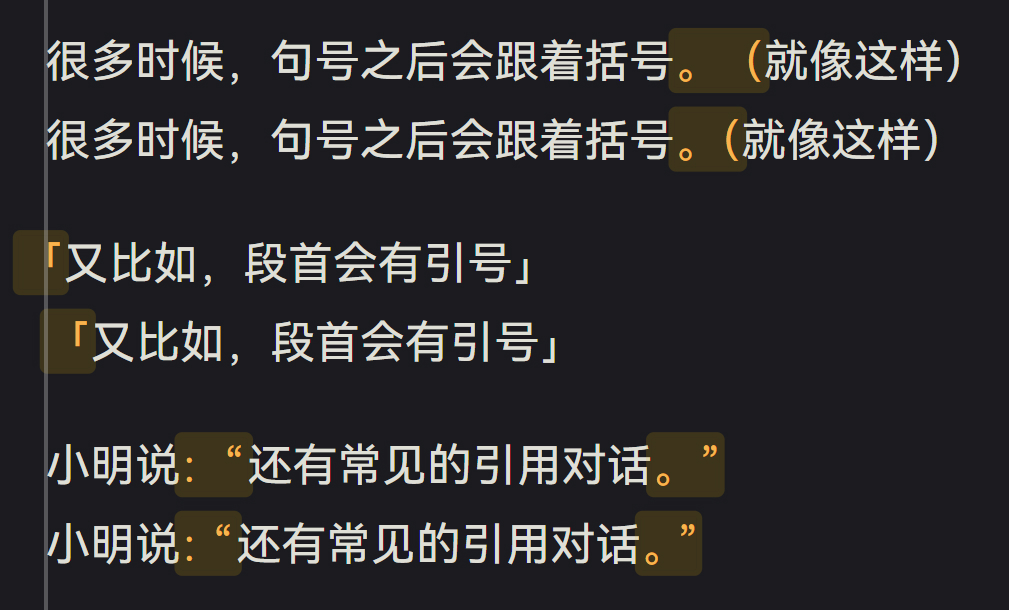 很多时候，句号之后会跟着括号。（就像这样）
很多时候，句号之后会跟着括号。（就像这样）
「又比如，段首会有引号」
「又比如，段首会有引号」
小明说：“还有常见的引用对话。”
小明说：“还有常见的引用对话。”